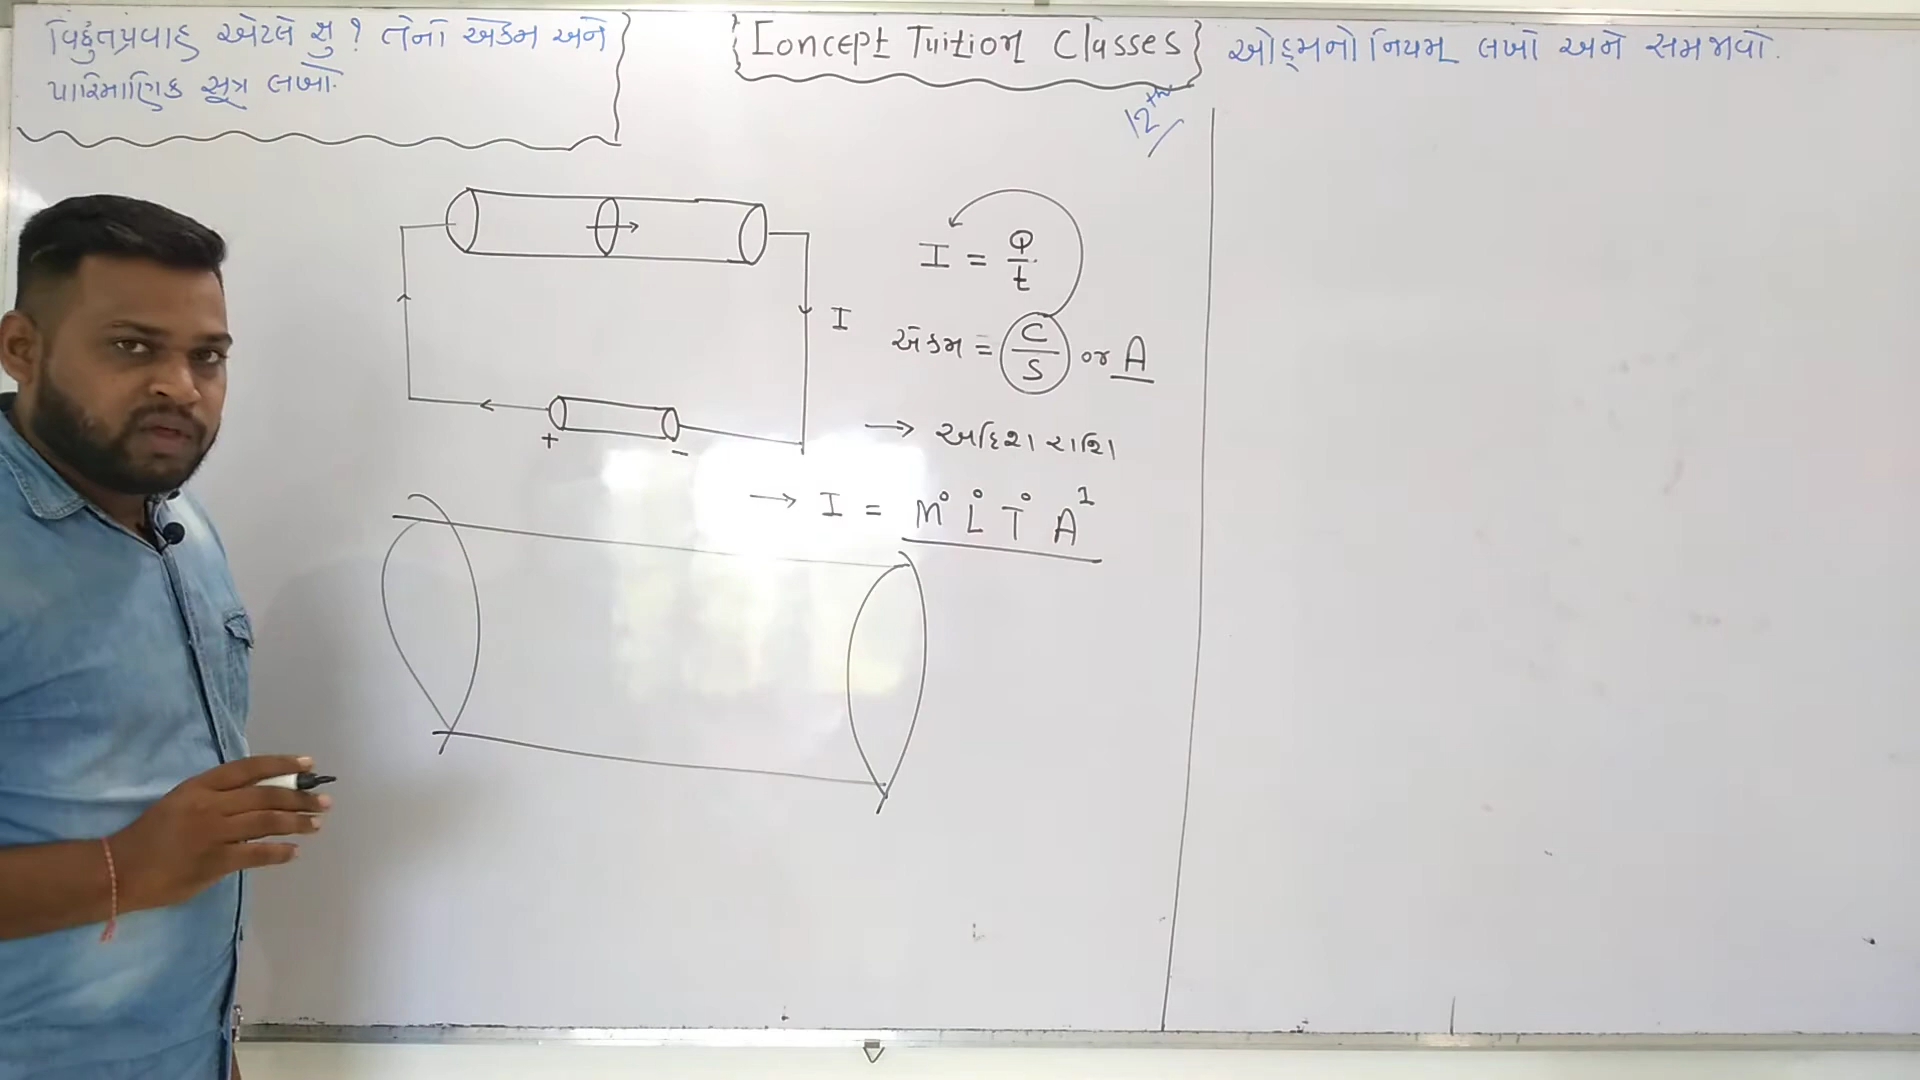 વિદ્યુતપ્રવાહ એટલે શુ ? તેનો એકમ અને
પારિમાણિક સૂત્ર લખો.
Concept Tuition Classes
12th
ઓહ્મનો નિયમ લખો અને સમજાવો.
I = Q/t
I
એકમ = C/S or A
+ -
→ અદિશ રાશિ
→ I = M⁰ L⁰ T⁰ A¹